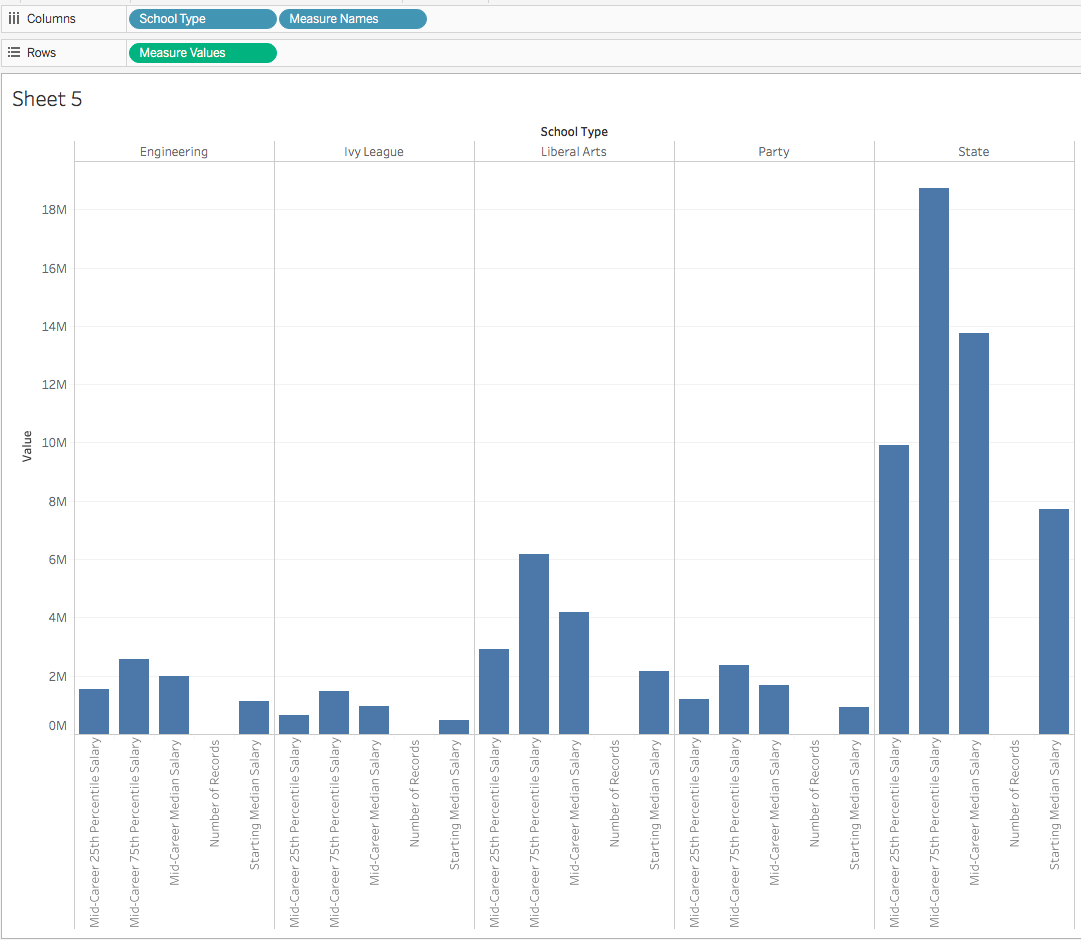 Columns
School Type
Measure Names
Rows
Measure Values
Sheet 5
School Type
Engineering
Ivy League
Liberal Arts
Party
State
Value
18M
16M
14M
12M
10M
8M
6M
4M
2M
0M
Mid-Career 25th Percentile Salary
Mid-Career 75th Percentile Salary
Mid-Career Median Salary
Number of Records
Starting Median Salary
Mid-Career 25th Percentile Salary
Mid-Career 75th Percentile Salary
Mid-Career Median Salary
Number of Records
Starting Median Salary
Mid-Career 25th Percentile Salary
Mid-Career 75th Percentile Salary
Mid-Career Median Salary
Number of Records
Starting Median Salary
Mid-Career 25th Percentile Salary
Mid-Career 75th Percentile Salary
Mid-Career Median Salary
Number of Records
Starting Median Salary
Mid-Career 25th Percentile Salary
Mid-Career 75th Percentile Salary
Mid-Career Median Salary
Number of Records
Starting Median Salary